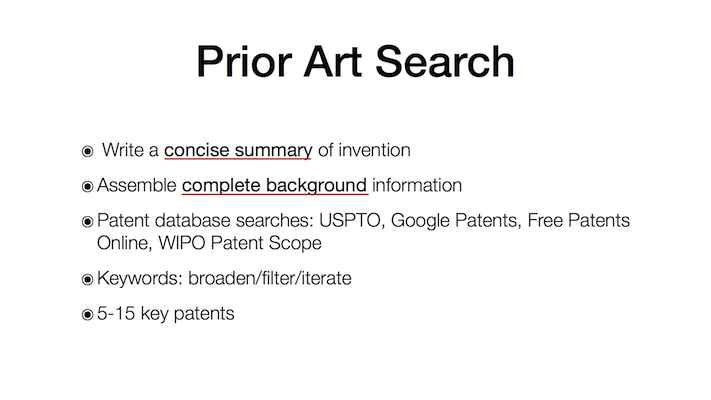 Prior Art Search
◉ Write a concise summary of invention
◉ Assemble complete background information
◉ Patent database searches: USPTO, Google Patents, Free Patents
Online, WIPO Patent Scope
◉ Keywords: broaden/filter/iterate
◉ 5-15 key patents